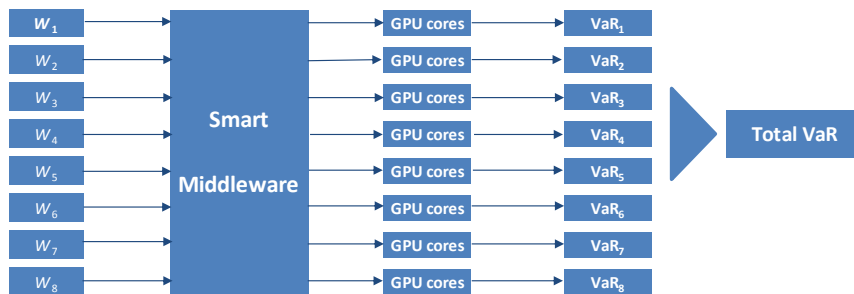 W₁ GPU cores VaR₁
W₂ GPU cores VaR₂
W₃ GPU cores VaR₃
W₄ GPU cores VaR₄
W₅ GPU cores VaR₅
W₆ GPU cores VaR₆
W₇ GPU cores VaR₇
W₈ GPU cores VaR₈
Smart
Middleware
Total VaR